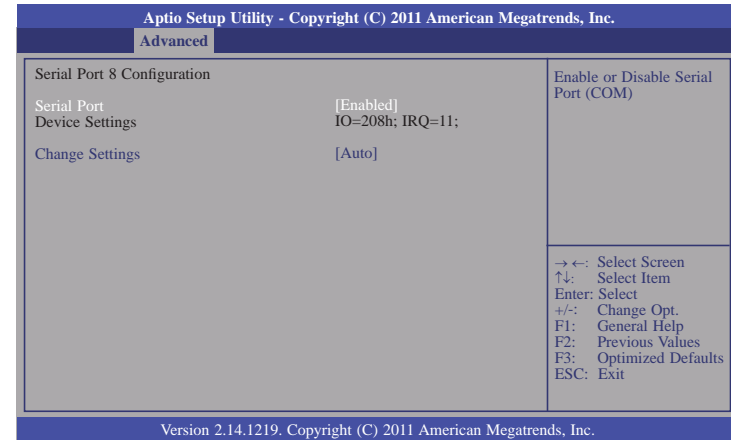 Aptio Setup Utility - Copyright (C) 2011 American Megatrends, Inc.
Advanced
Serial Port 8 Configuration
Serial Port [Enabled]
Device Settings IO=208h; IRQ=11;
Change Settings [Auto]
Enable or Disable Serial
Port (COM)
→ ←: Select Screen
↑↓: Select Item
Enter: Select
+/-: Change Opt.
F1: General Help
F2: Previous Values
F3: Optimized Defaults
ESC: Exit
Version 2.14.1219. Copyright (C) 2011 American Megatrends, Inc.